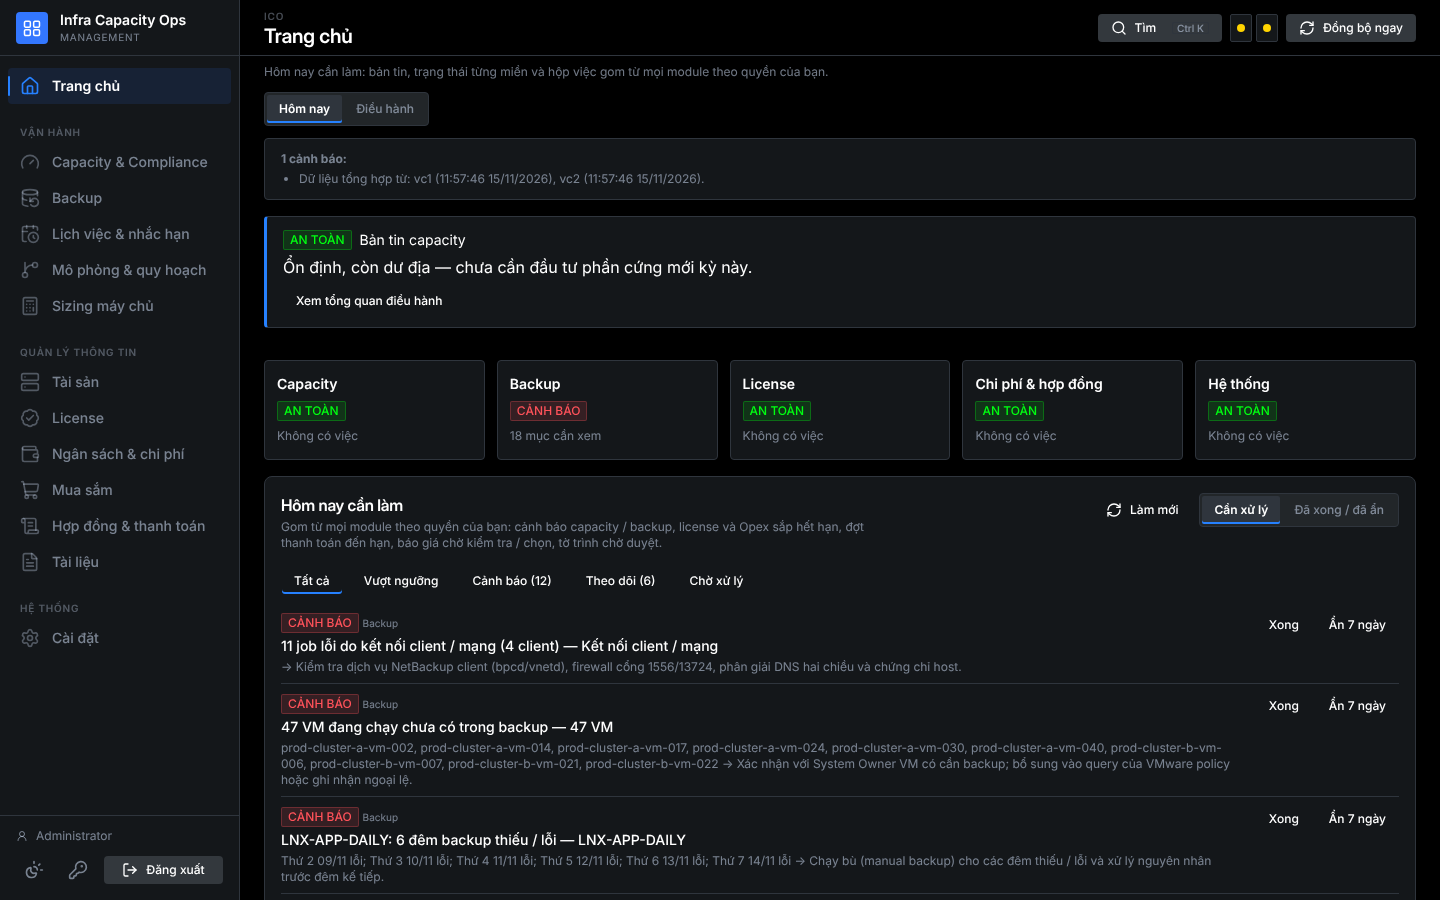 Infra Capacity Ops
MANAGEMENT
Trang chủ
VẬN HÀNH
Capacity & Compliance
Backup
Lịch việc & nhắc hạn
Mô phỏng & quy hoạch
Sizing máy chủ
QUẢN LÝ THÔNG TIN
Tài sản
License
Ngân sách & chi phí
Mua sắm
Hợp đồng & thanh toán
Tài liệu
HỆ THỐNG
Cài đặt
Administrator
Đăng xuất
ICO
Trang chủ
Tìm Ctrl K
Đồng bộ ngay
Hôm nay cần làm: bản tin, trạng thái từng miền và hộp việc gom từ mọi module theo quyền của bạn.
Hôm nay Điều hành
1 cảnh báo:
• Dữ liệu tổng hợp từ: vc1 (11:57:46 15/11/2026), vc2 (11:57:46 15/11/2026).
AN TOÀN Bản tin capacity
Ổn định, còn dư địa — chưa cần đầu tư phần cứng mới kỳ này.
Xem tổng quan điều hành
Capacity
AN TOÀN
Không có việc
Backup
CẢNH BÁO
18 mục cần xem
License
AN TOÀN
Không có việc
Chi phí & hợp đồng
AN TOÀN
Không có việc
Hệ thống
AN TOÀN
Không có việc
Hôm nay cần làm
Gom từ mọi module theo quyền của bạn: cảnh báo capacity / backup, license và Opex sắp hết hạn, đợt
thanh toán đến hạn, báo giá chờ kiểm tra / chọn, tờ trình chờ duyệt.
Làm mới
Cần xử lý Đã xong / đã ẩn
Tất cả Vượt ngưỡng Cảnh báo (12) Theo dõi (6) Chờ xử lý
CẢNH BÁO Backup
11 job lỗi do kết nối client / mạng (4 client) — Kết nối client / mạng
→ Kiểm tra dịch vụ NetBackup client (bpcd/vnetd), firewall cổng 1556/13724, phân giải DNS hai chiều và chứng chỉ host.
Xong Ẩn 7 ngày
CẢNH BÁO Backup
47 VM đang chạy chưa có trong backup — 47 VM
prod-cluster-a-vm-002, prod-cluster-a-vm-014, prod-cluster-a-vm-017, prod-cluster-a-vm-024, prod-cluster-a-vm-030, prod-cluster-a-vm-040, prod-cluster-b-vm-
006, prod-cluster-b-vm-007, prod-cluster-b-vm-021, prod-cluster-b-vm-022 → Xác nhận với System Owner VM có cần backup; bổ sung vào query của VMware policy
hoặc ghi nhận ngoại lệ.
Xong Ẩn 7 ngày
CẢNH BÁO Backup
LNX-APP-DAILY: 6 đêm backup thiếu / lỗi — LNX-APP-DAILY
Thứ 2 09/11 lỗi; Thứ 3 10/11 lỗi; Thứ 4 11/11 lỗi; Thứ 5 12/11 lỗi; Thứ 6 13/11 lỗi; Thứ 7 14/11 lỗi → Chạy bù (manual backup) cho các đêm thiếu / lỗi và xử lý nguyên nhân
trước đêm kế tiếp.
Xong Ẩn 7 ngày